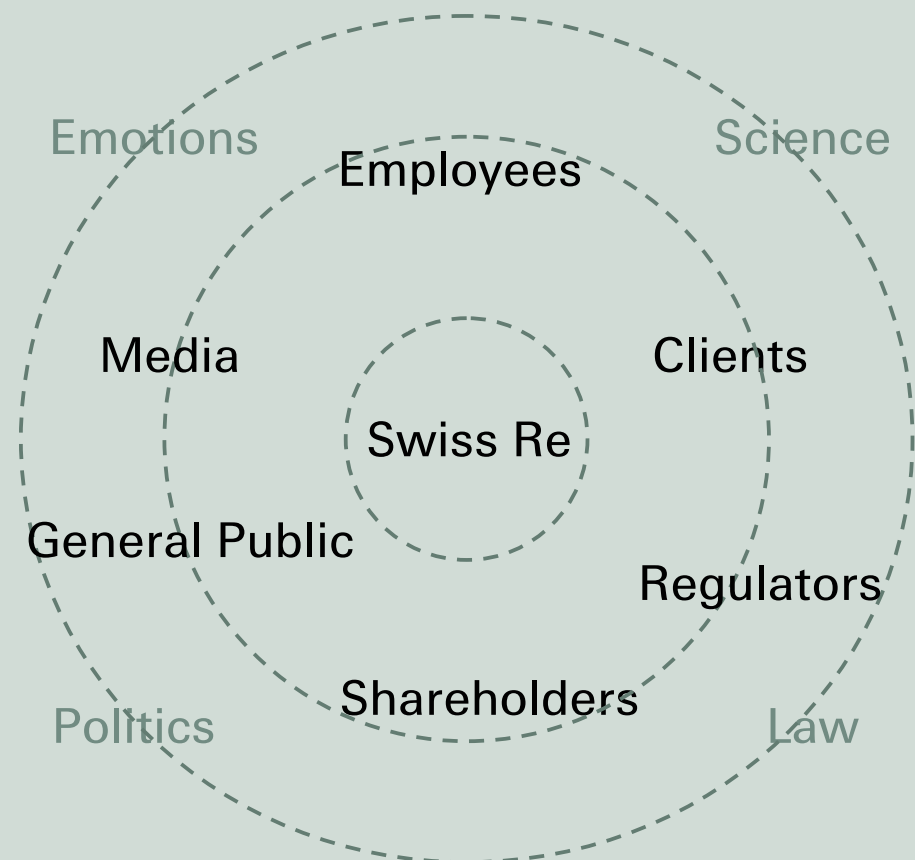 Emotions
Science
Employees
Media
Clients
Swiss Re
General Public
Regulators
Shareholders
Politics
Law